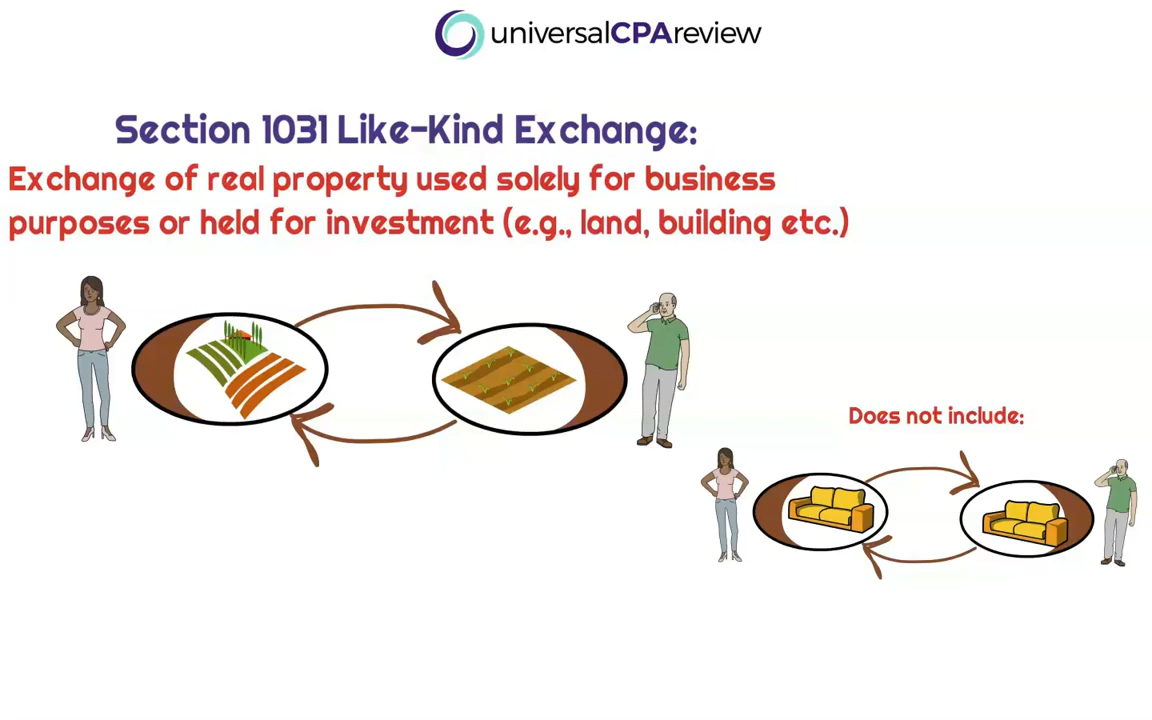 universalCPAreview
Section 1031 Like-Kind Exchange:
Exchange of real property used solely for business
purposes or held for investment (e.g., land, building etc.)
Does not include: